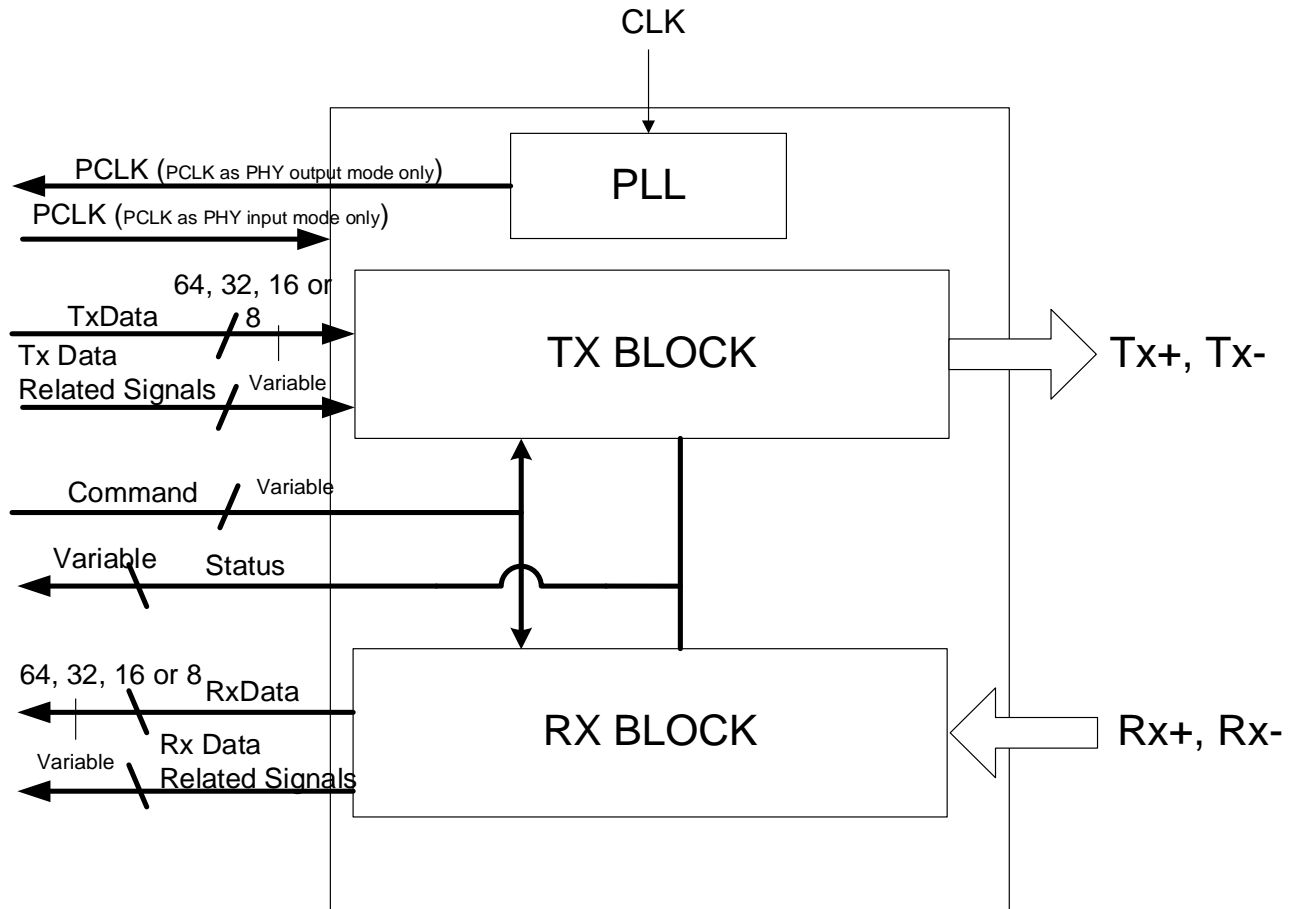 CLK
PCLK (PCLK as PHY output mode only)
PLL
PCLK (PCLK as PHY input mode only)
64, 32, 16 or
8
TxData
TX BLOCK
Tx+, Tx-
Tx Data
Related Signals
Variable
Command
Variable
Variable
Status
64, 32, 16 or 8
RxData
RX BLOCK
Rx+, Rx-
Variable
Rx Data
Related Signals